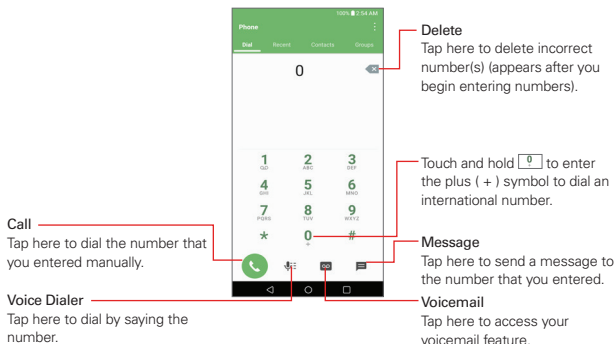 100% 2:54 AM
Phone
Dial Recent Contacts Groups
0
1 2 3
ABC DEF
4 5 6
GHI JKL MNO
7 8 9
PQRS TUV WXYZ
* 0 #
+
Delete
Tap here to delete incorrect
number(s) (appears after you
begin entering numbers).
Touch and hold 0 to enter
the plus ( + ) symbol to dial an
international number.
Message
Tap here to send a message to
the number that you entered.
Voicemail
Tap here to access your
voicemail feature.
Call
Tap here to dial the number that
you entered manually.
Voice Dialer
Tap here to dial by saying the
number.